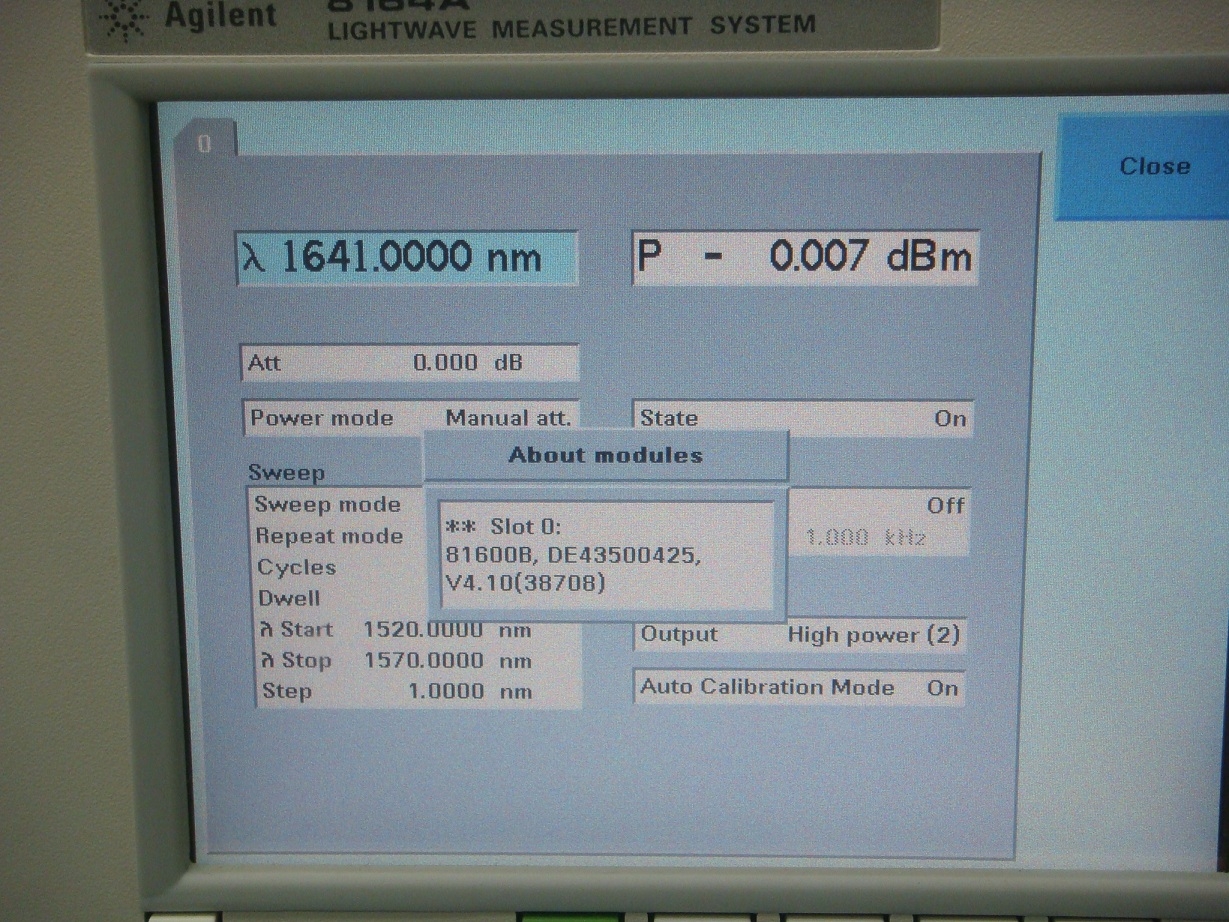 Agilent 8164A
LIGHTWAVE MEASUREMENT SYSTEM
0
Close
λ 1641.0000 nm
P - 0.007 dBm
Att 0.000 dB
Power mode Manual att.
State On
About modules
Sweep
Sweep mode
Off
** Slot 0:
Repeat mode
1.000 kHz
81600B, DE43500425,
Cycles
V4.10(38708)
Dwell
λ Start 1520.0000 nm
Output High power (2)
λ Stop 1570.0000 nm
Step 1.0000 nm
Auto Calibration Mode On